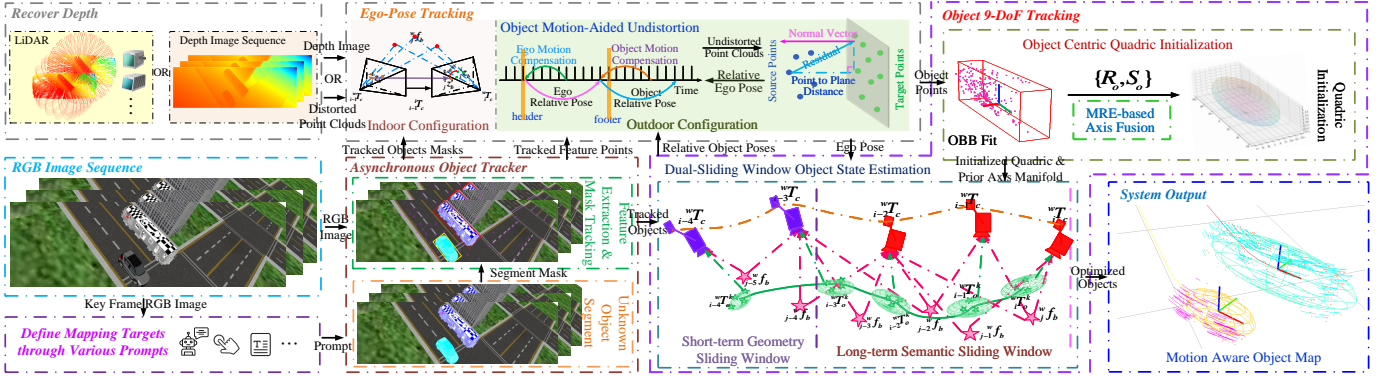 Recover Depth
LiDAR
OR
Depth Image Sequence
Depth Image
OR
Distorted
Point Clouds
Ego-Pose Tracking
Indoor Configuration
Object Motion-Aided Undistortion
Ego Motion
Compensation
Object Motion
Compensation
Ego
Relative Pose
Object
Relative Pose
Time
header
footer
Outdoor Configuration
Undistorted
Point Clouds
Relative
Ego Pose
Source Points
Normal Vector
Residual
Point to Plane
Distance
Target Points
Object
Points
Object 9-DoF Tracking
Object Centric Quadric Initialization
OBB Fit
{R_o, S_o}
MRE-based
Axis Fusion
Quadric
Initialization
Tracked Objects Masks
Tracked Feature Points
Relative Object Poses
Ego Pose
Initialized Quadric &
Prior Axis Manifold
RGB Image Sequence
RGB
Image
Key Frame RGB Image
Define Mapping Targets
through Various Prompts
...
Prompt
Asynchronous Object Tracker
Feature
Extraction &
Mask Tracking
Segment Mask
Unknown
Object
Segment
Tracked
Objects
Dual-Sliding Window Object State Estimation
Short-term Geometry
Sliding Window
Long-term Semantic Sliding Window
Optimized
Objects
System Output
Motion Aware Object Map